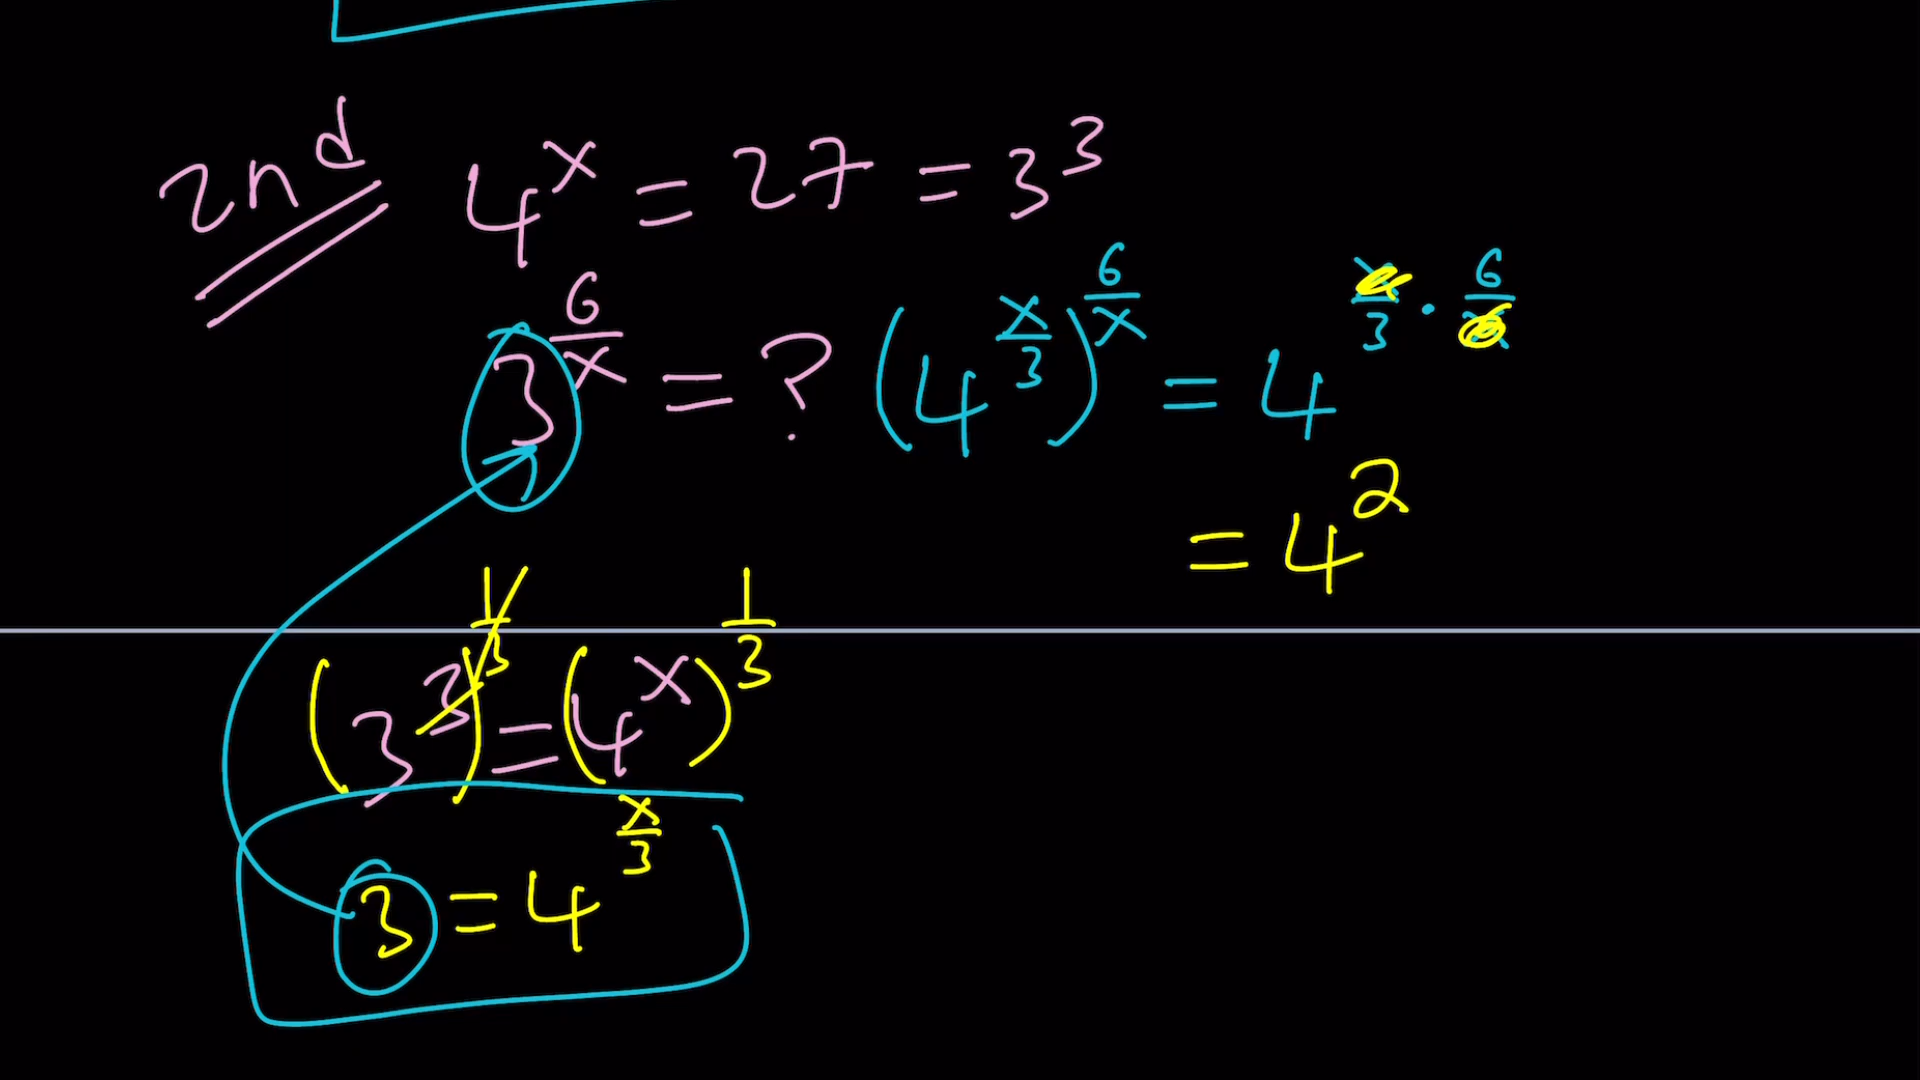 2nd 4^x = 27 = 3^3
3^(6/x) = ? (4^(x/3))^(6/x) = 4^(x/3 · 6/x)
= 4^2
(3^3)^(1/3) = (4^x)^(1/3)
3 = 4^(x/3)